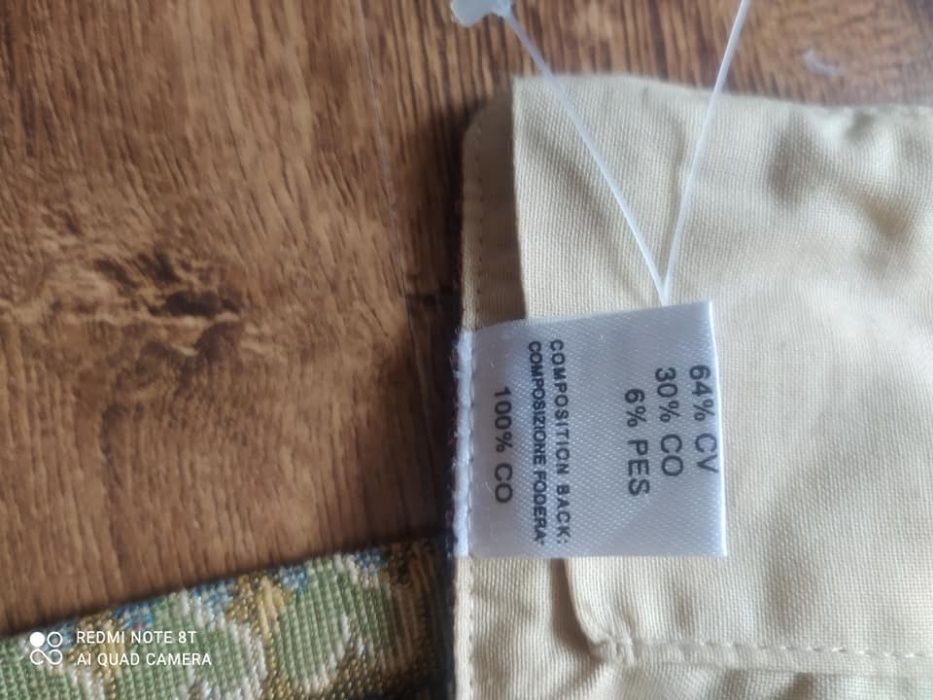 64% CV
30% CO
6% PES
COMPOSITION BACK:
COMPOSIZIONE FODERA:
100% CO
REDMI NOTE 8T
AI QUAD CAMERA